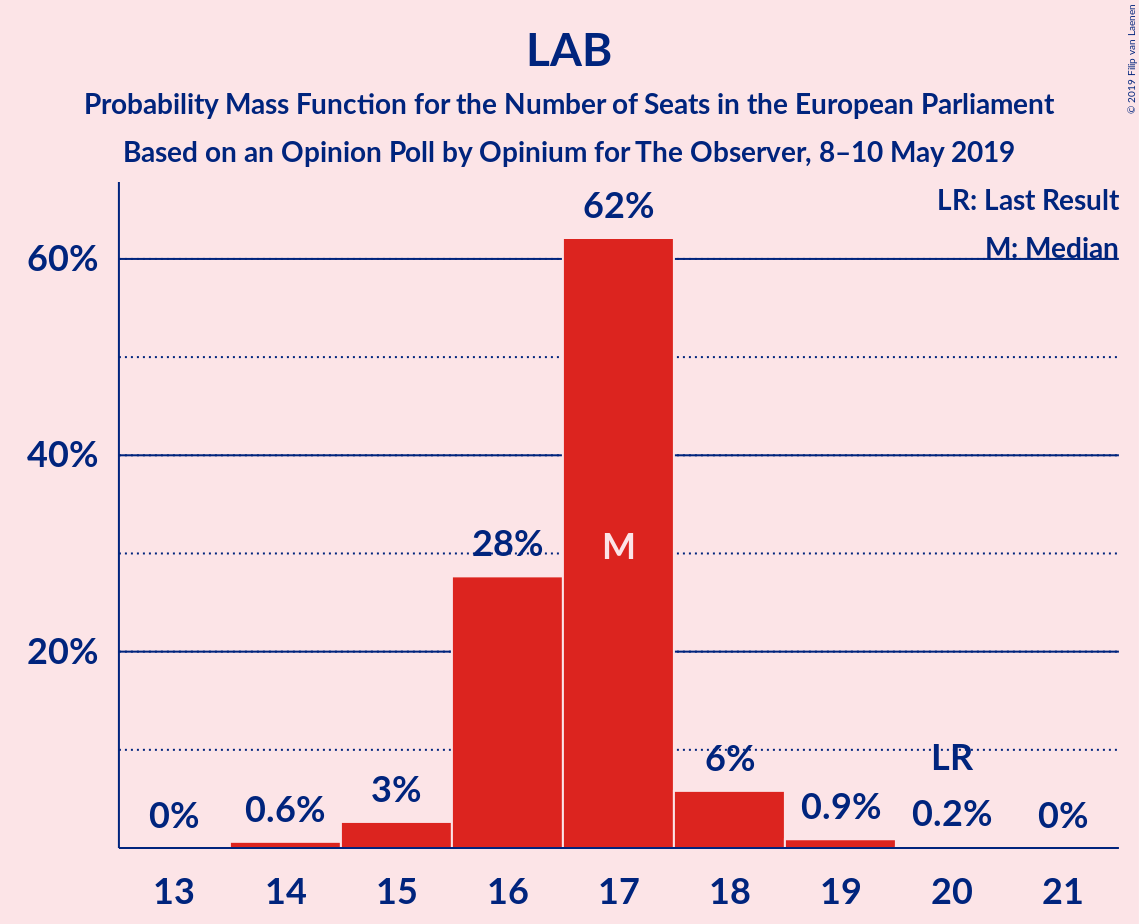 LAB
Probability Mass Function for the Number of Seats in the European Parliament
Based on an Opinion Poll by Opinium for The Observer, 8–10 May 2019
© 2019 Filip van Laenen
LR: Last Result
M: Median
60%
40%
20%
0%
0.6%
3%
28%
62%
M
6%
0.9%
LR
0.2%
0%
13 14 15 16 17 18 19 20 21